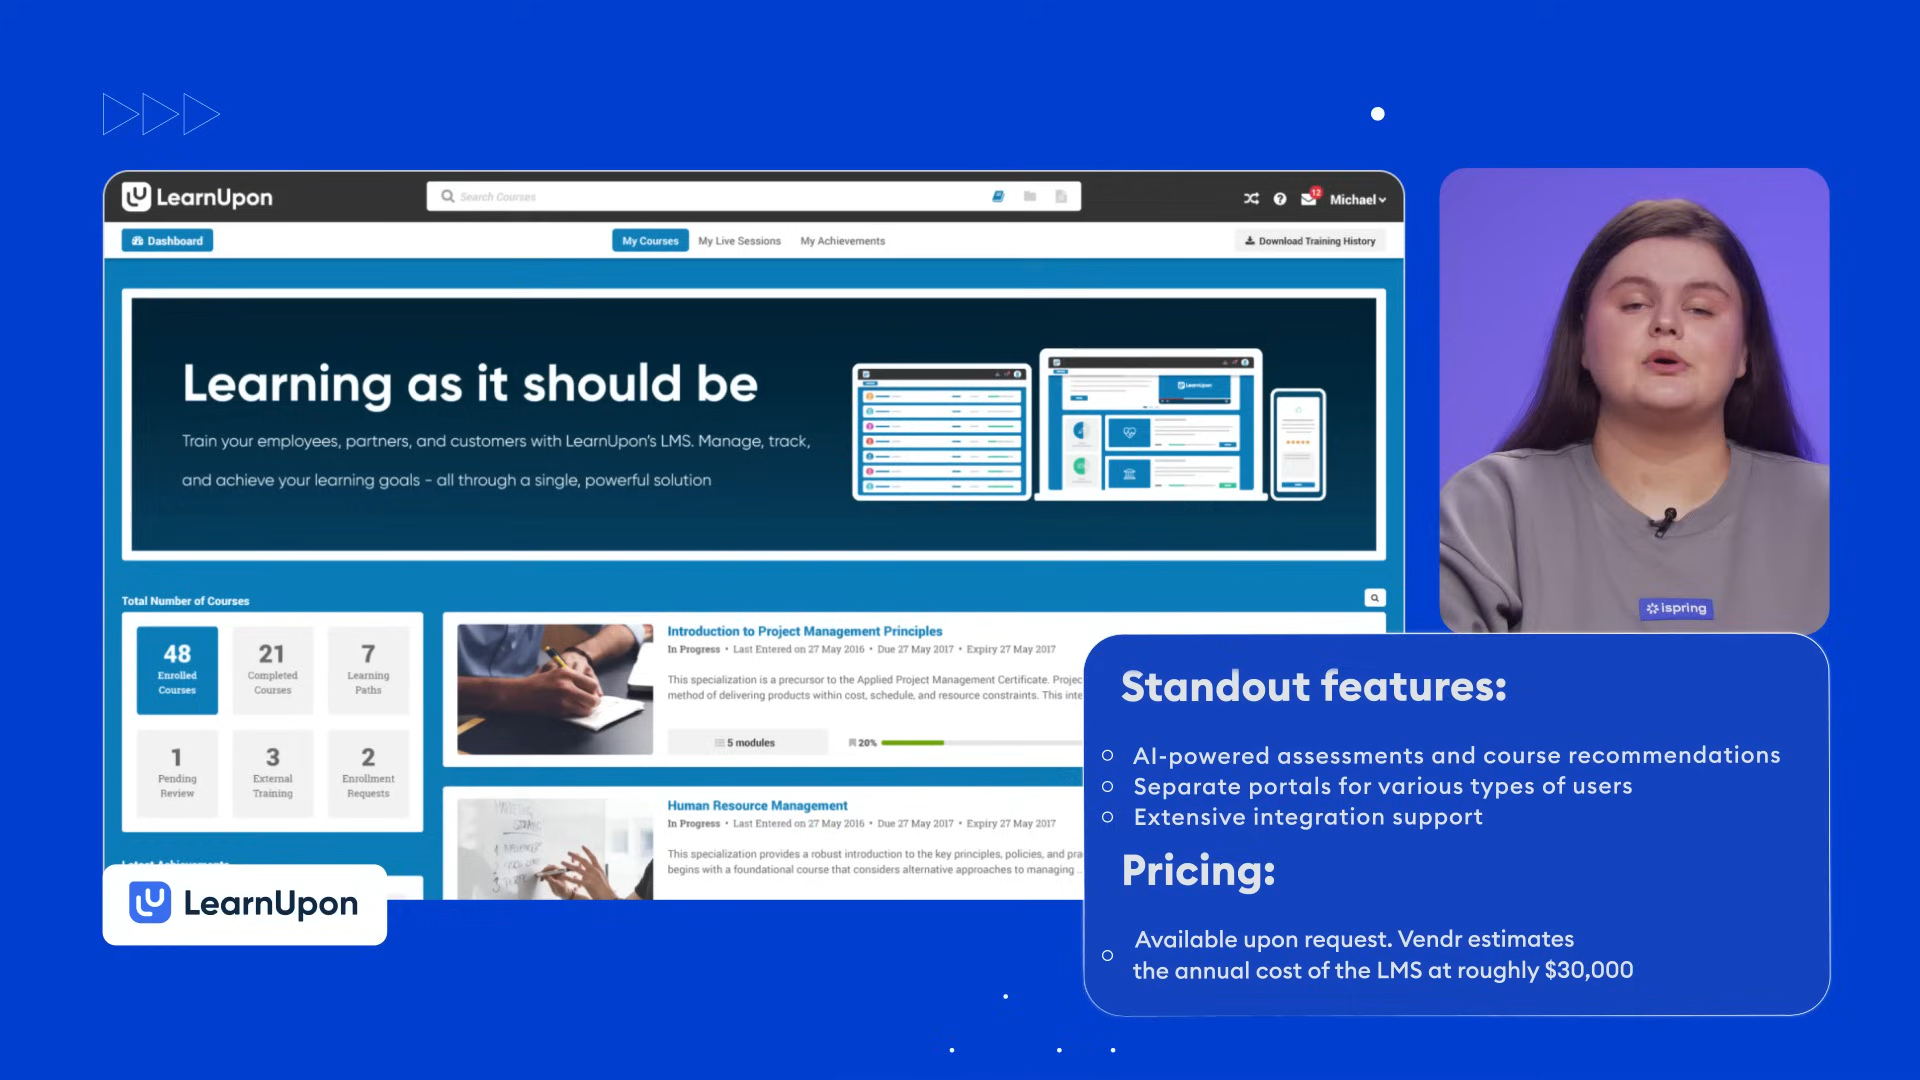 LearnUpon
Search Courses
12
Michael
Dashboard
My Courses
My Live Sessions
My Achievements
Download Training History
Learning as it should be
Train your employees, partners, and customers with LearnUpon's LMS. Manage, track,
and achieve your learning goals - all through a single, powerful solution
Total Number of Courses
48
Enrolled
Courses
21
Completed
Courses
7
Learning
Paths
1
Pending
Review
3
External
Training
2
Enrollment
Requests
Latest Achievements
Introduction to Project Management Principles
In Progress • Last Entered on 27 May 2016 • Due 27 May 2017 • Expiry 27 May 2017
This specialization is a precursor to the Applied Project Management Certificate. Projec
method of delivering products within cost, schedule, and resource constraints. This inte
5 modules
20%
Human Resource Management
In Progress • Last Entered on 27 May 2016 • Due 27 May 2017 • Expiry 27 May 2017
This specialization provides a robust introduction to the key principles, policies, and pra
begins with a foundational course that considers alternative approaches to managing ..
LearnUpon
ispring
Standout features:
AI-powered assessments and course recommendations
Separate portals for various types of users
Extensive integration support
Pricing:
Available upon request. Vendr estimates
the annual cost of the LMS at roughly $30,000